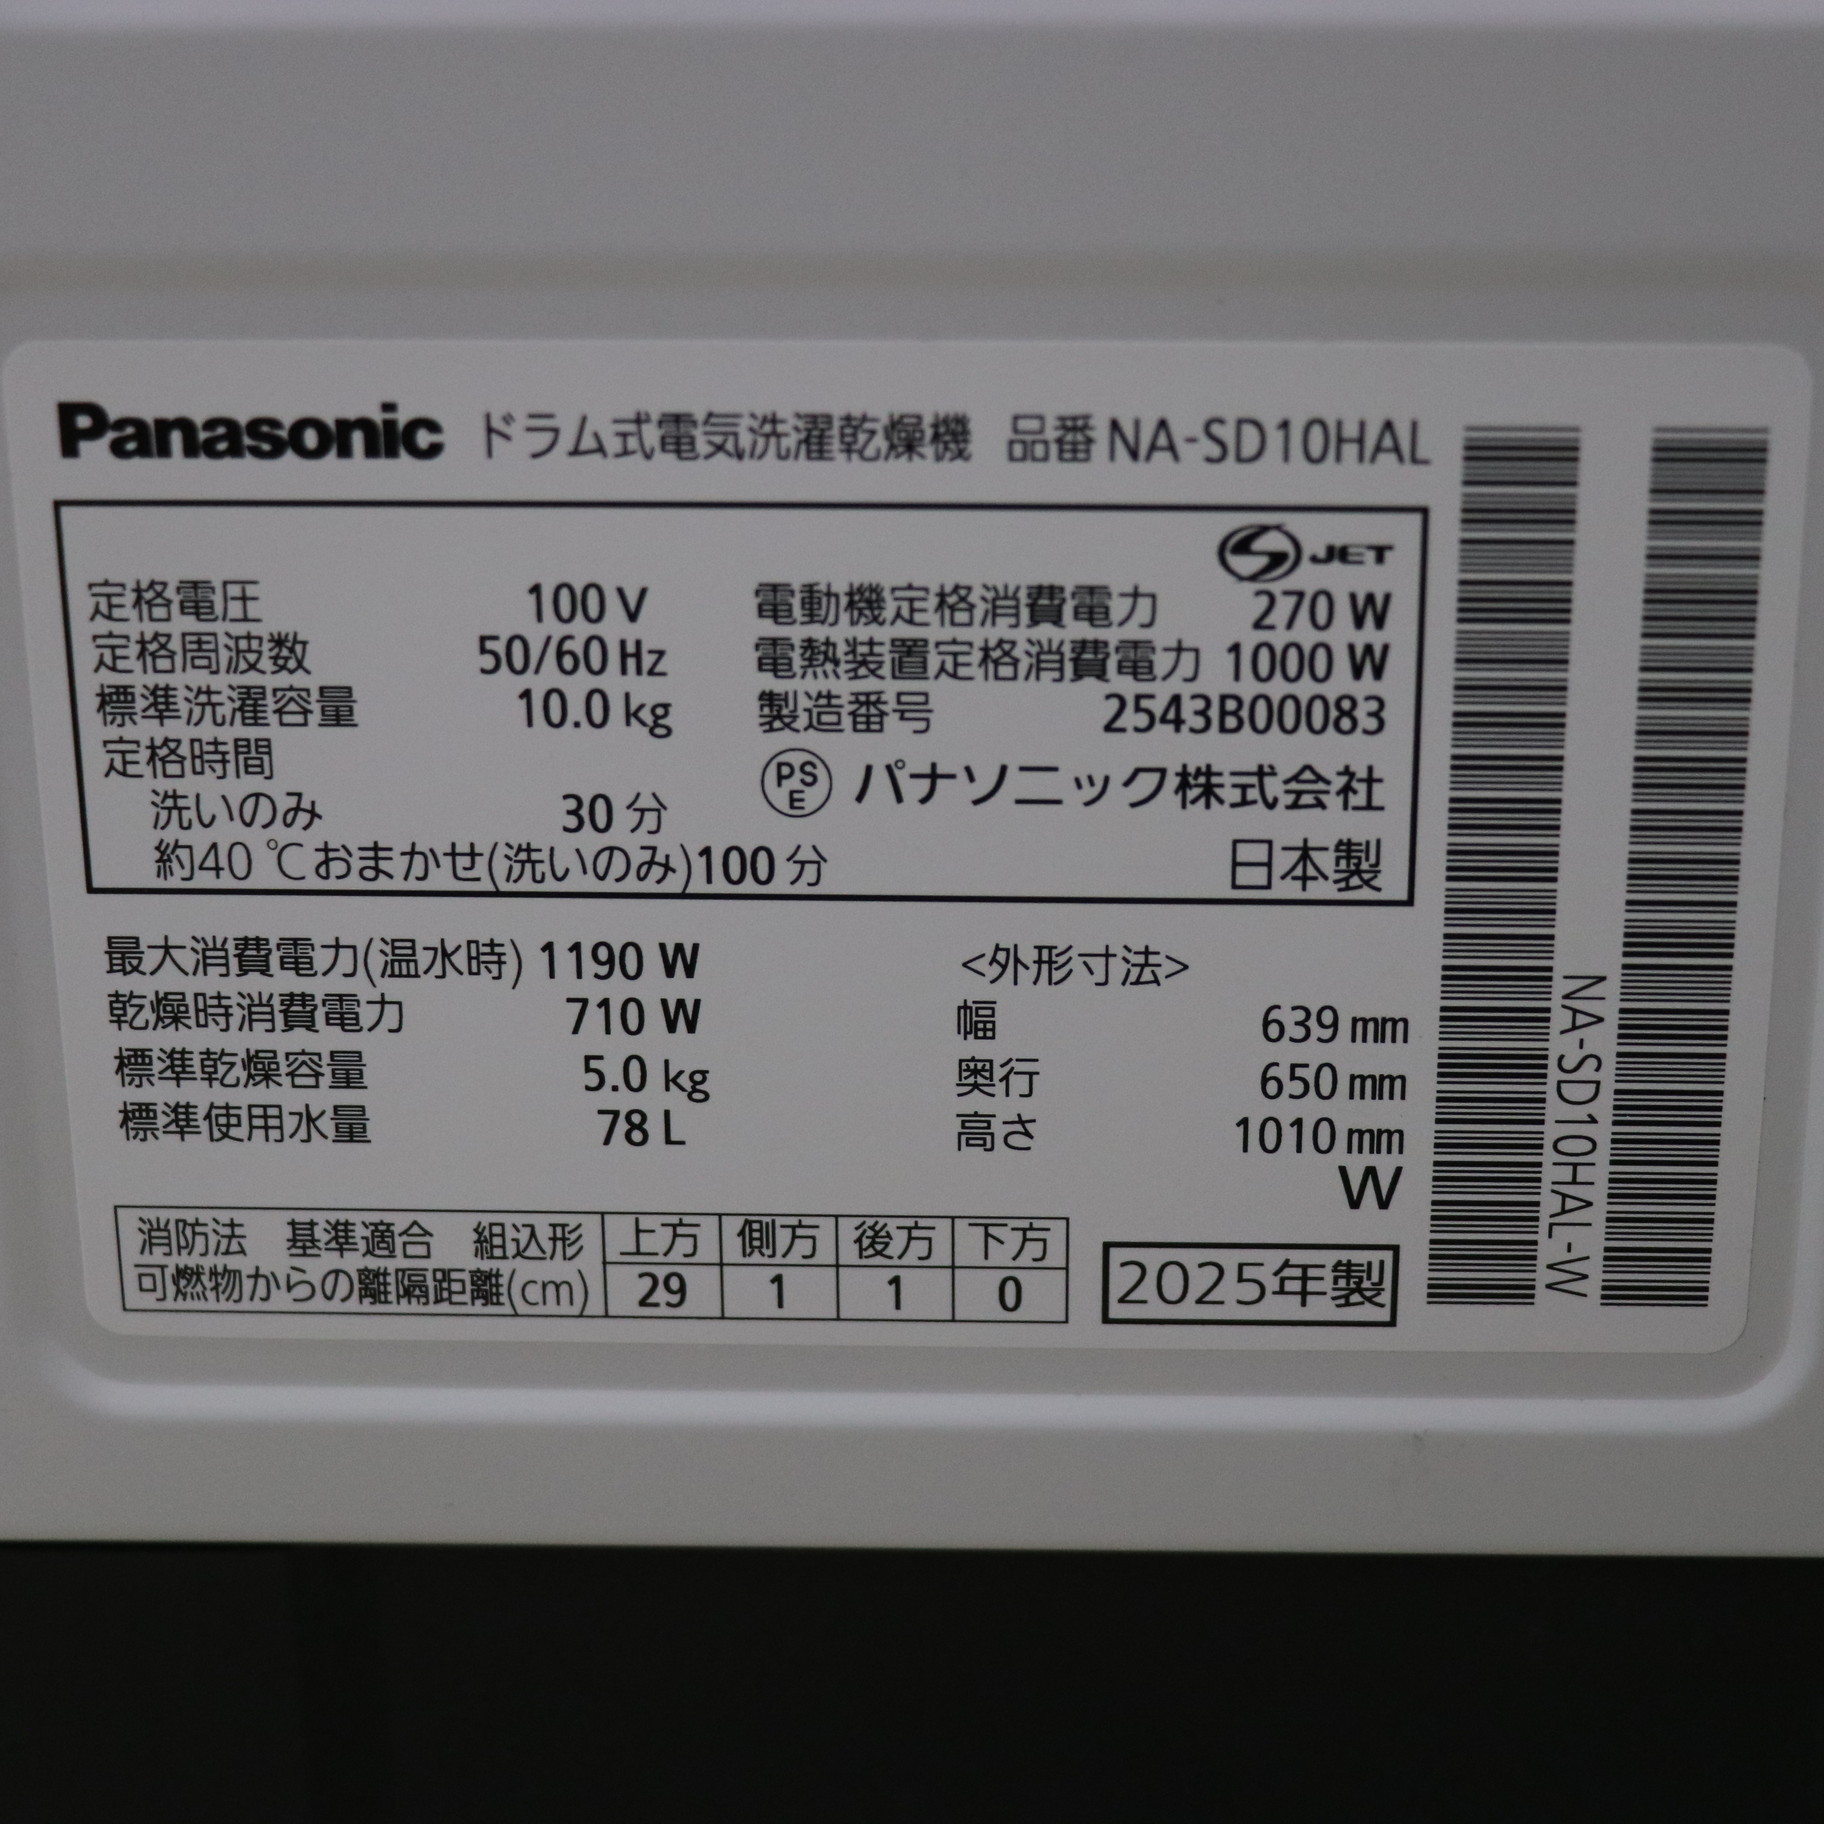 Panasonic ドラム式電気洗濯乾燥機 品番 NA-SD10HAL
S JET
定格電圧 100 V
定格周波数 50/60 Hz
標準洗濯容量 10.0 kg
定格時間
洗いのみ 30 分
約40℃おまかせ(洗いのみ)100 分
電動機定格消費電力 270 W
電熱装置定格消費電力 1000 W
製造番号 2543B00083
PSE パナソニック株式会社
日本製
最大消費電力(温水時) 1190 W
乾燥時消費電力 710 W
標準乾燥容量 5.0 kg
標準使用水量 78 L
<外形寸法>
幅 639 mm
奥行 650 mm
高さ 1010 mm
W
消防法 基準適合 組込形 上方 側方 後方 下方
可燃物からの離隔距離(cm) 29 1 1 0
2025年製
NA-SD10HAL-W